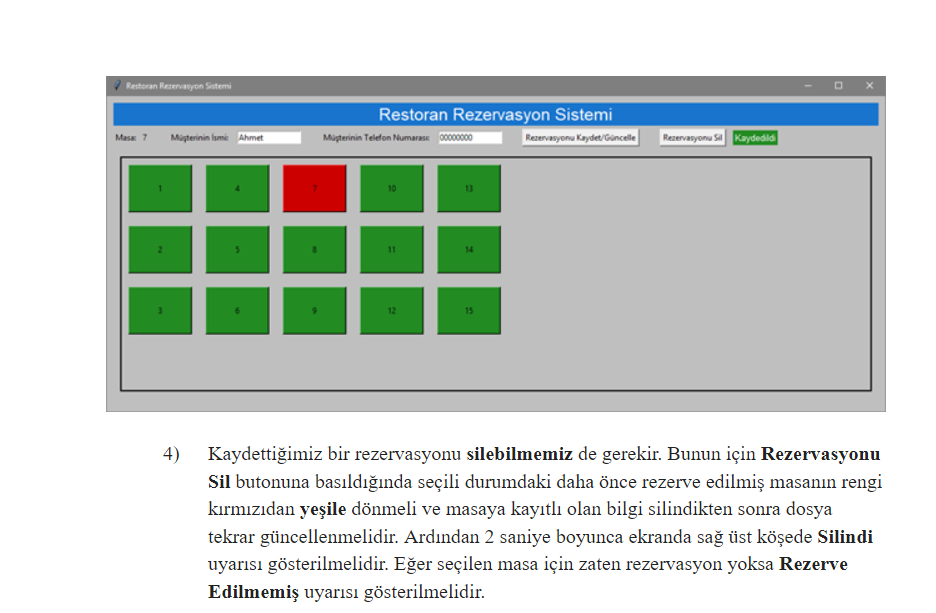 Restoran Rezervasyon Sistemi
Restoran Rezervasyon Sistemi
Masa: 7 Müşterinin İsmi: Ahmet Müşterinin Telefon Numarası: 00000000 Rezervasyonu Kaydet/Güncelle Rezervasyonu Sil Kaydedildi
1 4 7 10 13
2 5 8 11 14
3 6 9 12 15
4) Kaydettiğimiz bir rezervasyonu silebilmemiz de gerekir. Bunun için Rezervasyonu
Sil butonuna basıldığında seçili durumdaki daha önce rezerve edilmiş masanın rengi
kırmızıdan yeşile dönmeli ve masaya kayıtlı olan bilgi silindikten sonra dosya
tekrar güncellenmelidir. Ardından 2 saniye boyunca ekranda sağ üst köşede Silindi
uyarısı gösterilmelidir. Eğer seçilen masa için zaten rezervasyon yoksa Rezerve
Edilmemiş uyarısı gösterilmelidir.